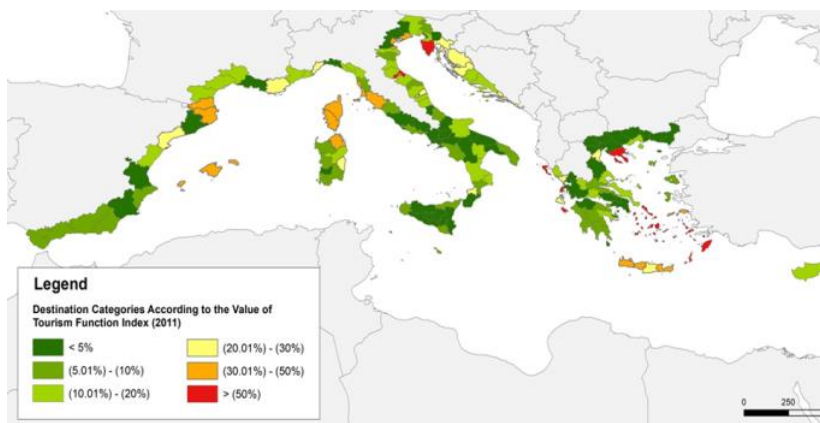 Legend
Destination Categories According to the Value of
Tourism Function Index (2011)
< 5%
(20.01%) - (30%)
(5.01%) - (10%)
(30.01%) - (50%)
(10.01%) - (20%)
> (50%)
0 250